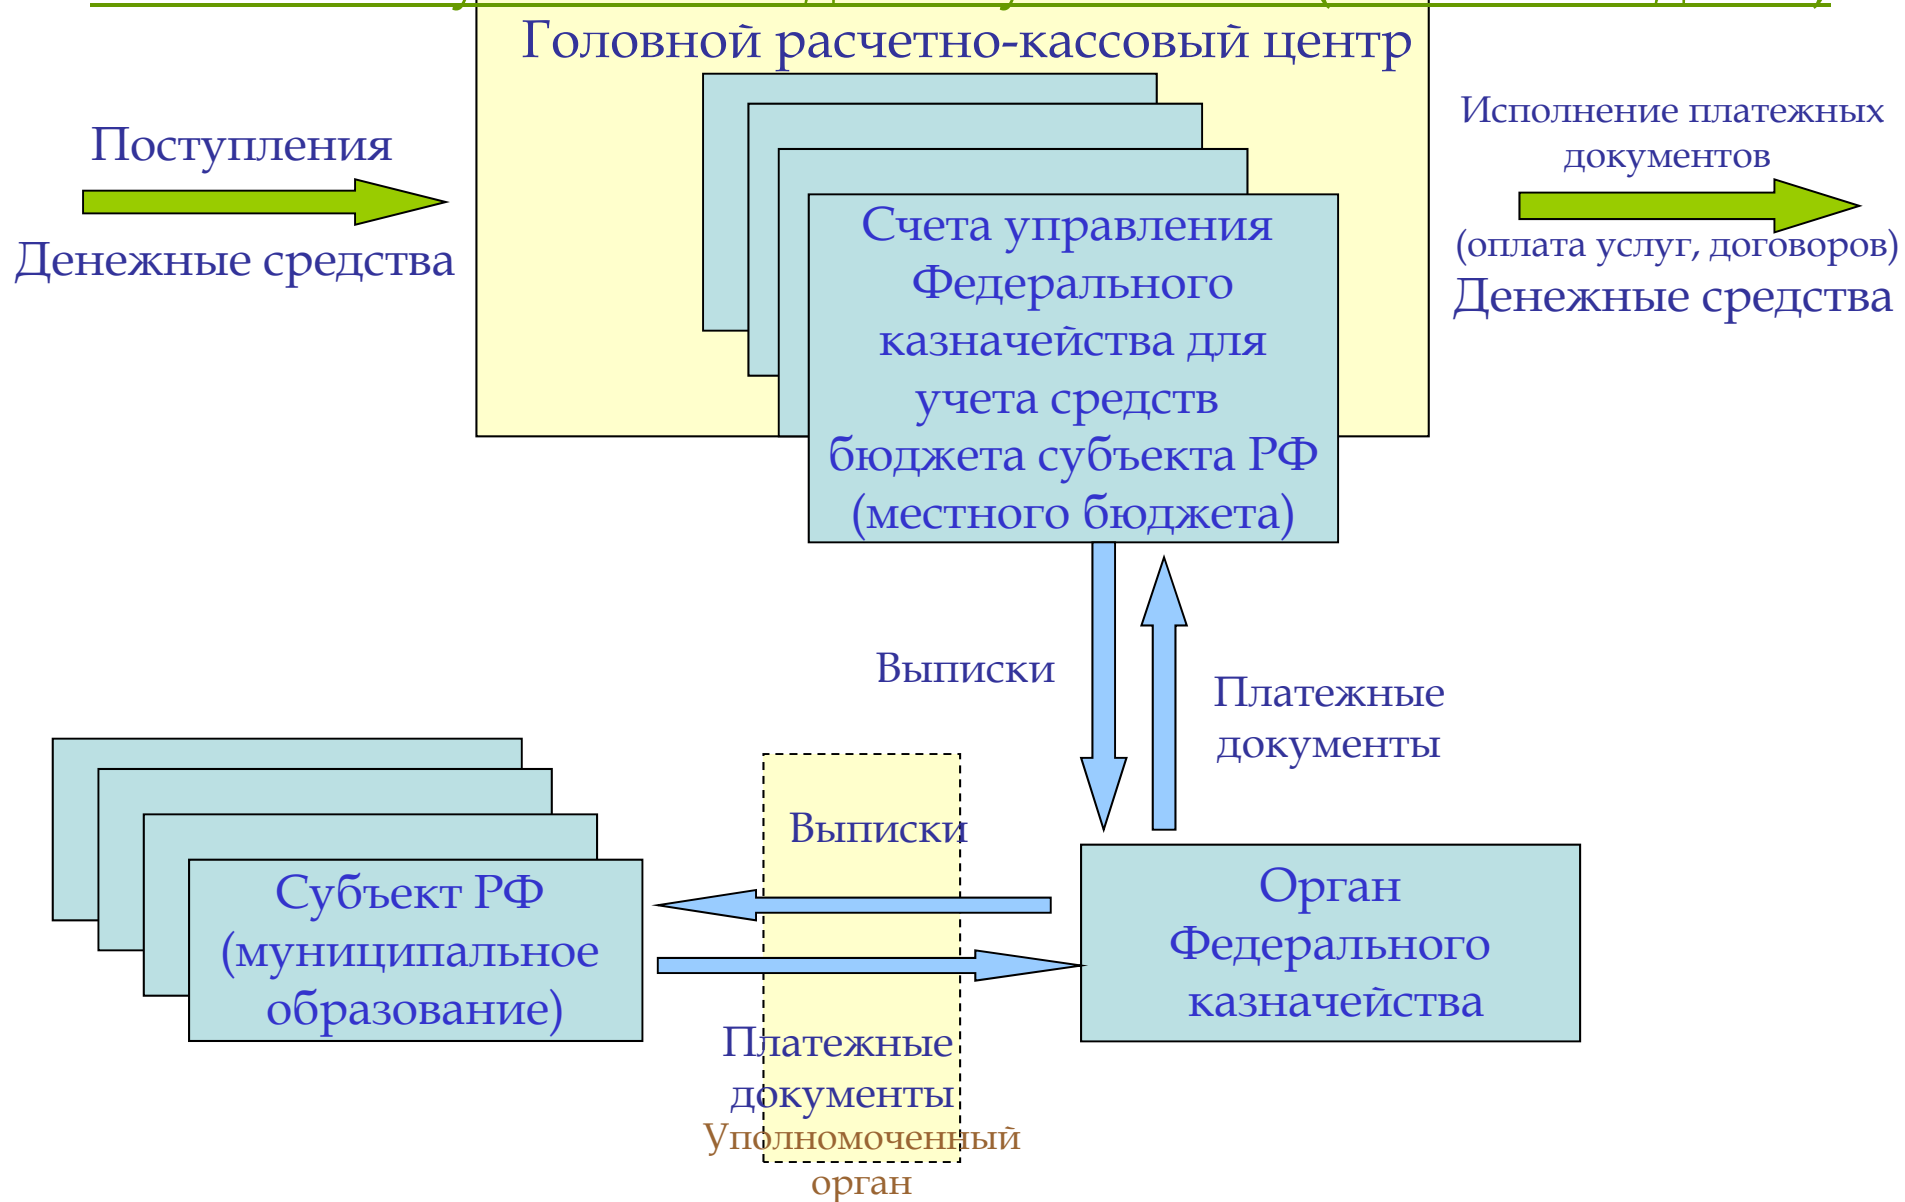 Головной расчетно-кассовый центр
Поступления
Денежные средства
Исполнение платежных
документов
(оплата услуг, договоров)
Денежные средства
Счета управления
Федерального
казначейства для
учета средств
бюджета субъекта РФ
(местного бюджета)
Выписки
Платежные
документы
Выписки
Субъект РФ
(муниципальное
образование)
Орган
Федерального
казначейства
Платежные
документы
Уполномоченный
орган